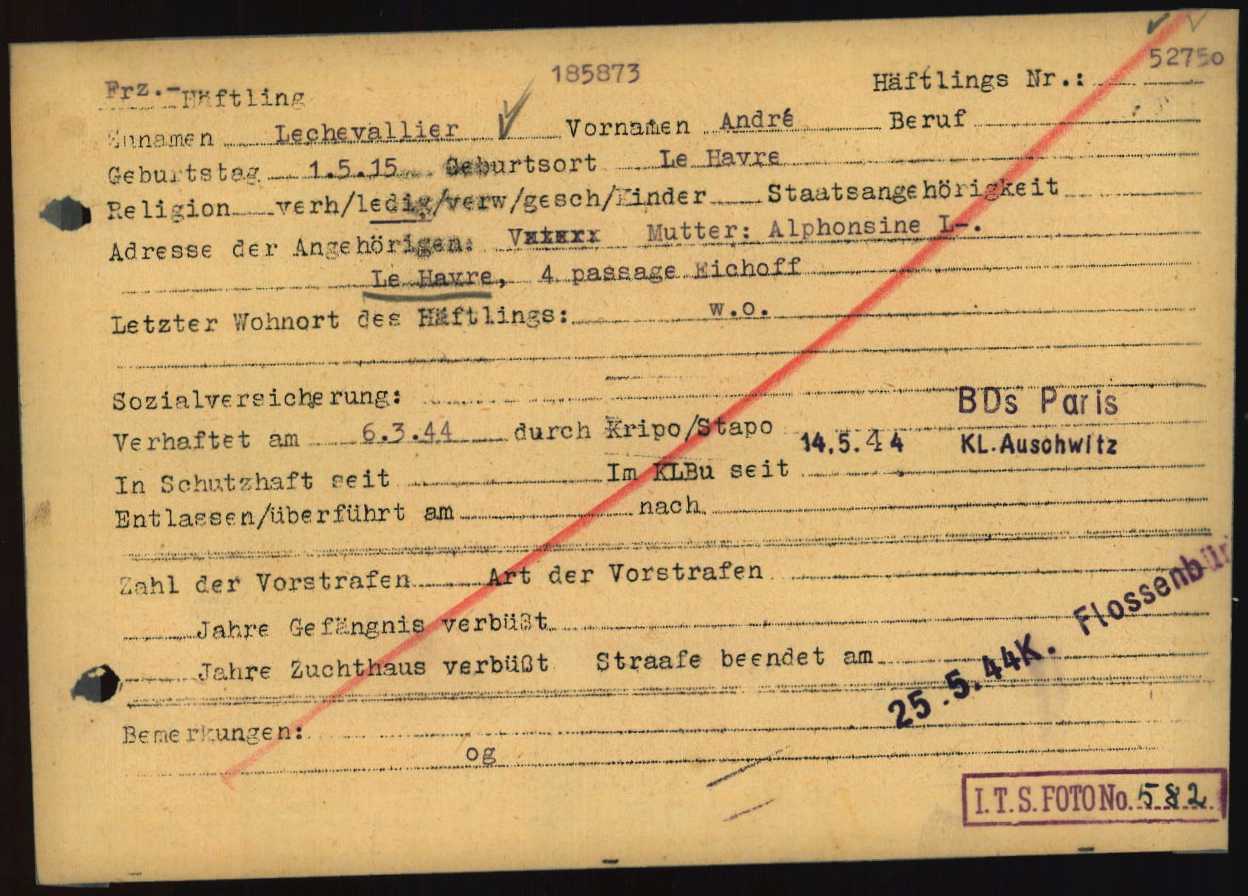 185873 52750
Frz.- Häftling Häftlings Nr.:
Zunamen Lechevallier Vornamen André Beruf
Geburtstag 1.5.15 Geburtsort Le Havre
Religion verh/ledig/verw/gesch/Kinder Staatsangehörigkeit
Adresse der Angehörigen: Mutter: Alphonsine L-.
Le Havre, 4 passage Eichoff
Letzter Wohnort des Häftlings: w.o.
Sozialversicherung: BDs Paris
Verhaftet am 6.3.44 durch Kripo/Stapo 14.5.44 KL.Auschwitz
In Schutzhaft seit Im KLBu seit
Entlassen/überführt am nach
Zahl der Vorstrafen Art der Vorstrafen
Jahre Gefängnis verbüßt
Jahre Zuchthaus verbüßt Straafe beendet am
25.5.44K. Flossenbür
Bemerkungen:
og
I.T.S. FOTO No. 582